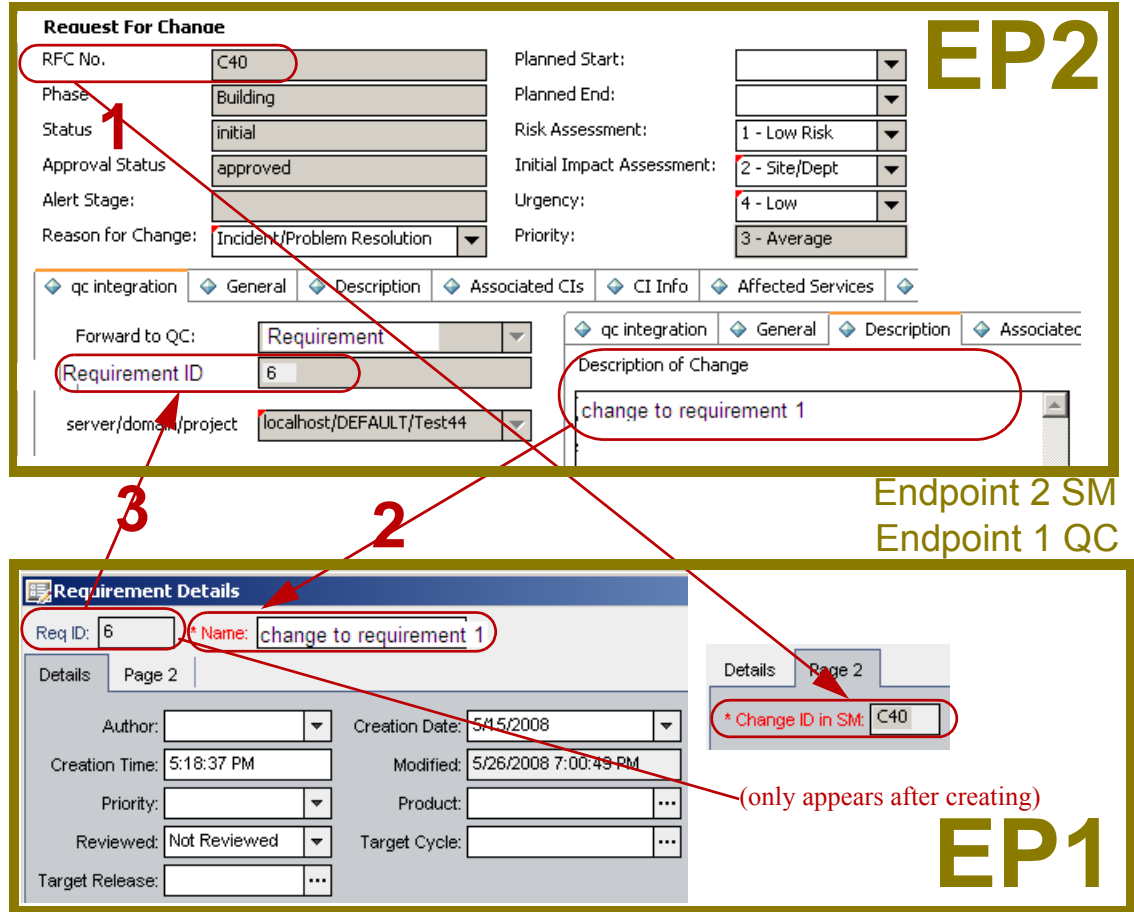 Request For Change
EP2
RFC No. C40 Planned Start:
Phase Building Planned End:
1
Status initial Risk Assessment: 1 - Low Risk
Approval Status approved Initial Impact Assessment: 2 - Site/Dept
Alert Stage: Urgency: 4 - Low
Reason for Change: Incident/Problem Resolution Priority: 3 - Average
qc integration General Description Associated CIs CI Info Affected Services
Forward to QC: Requirement
Requirement ID 6
server/domain/project localhost/DEFAULT/Test44
qc integration General Description Associated
Description of Change
change to requirement 1
Endpoint 2 SM
3 2
Endpoint 1 QC
Requirement Details
Req ID: 6 * Name: change to requirement 1
Details Page 2
Author: Creation Date: 5/15/2008
Creation Time: 5:18:37 PM Modified: 5/26/2008 7:00:49 PM
Priority: Product: ...
Reviewed: Not Reviewed Target Cycle: ...
Target Release: ...
Details Page 2
* Change ID in SM: C40
(only appears after creating)
EP1